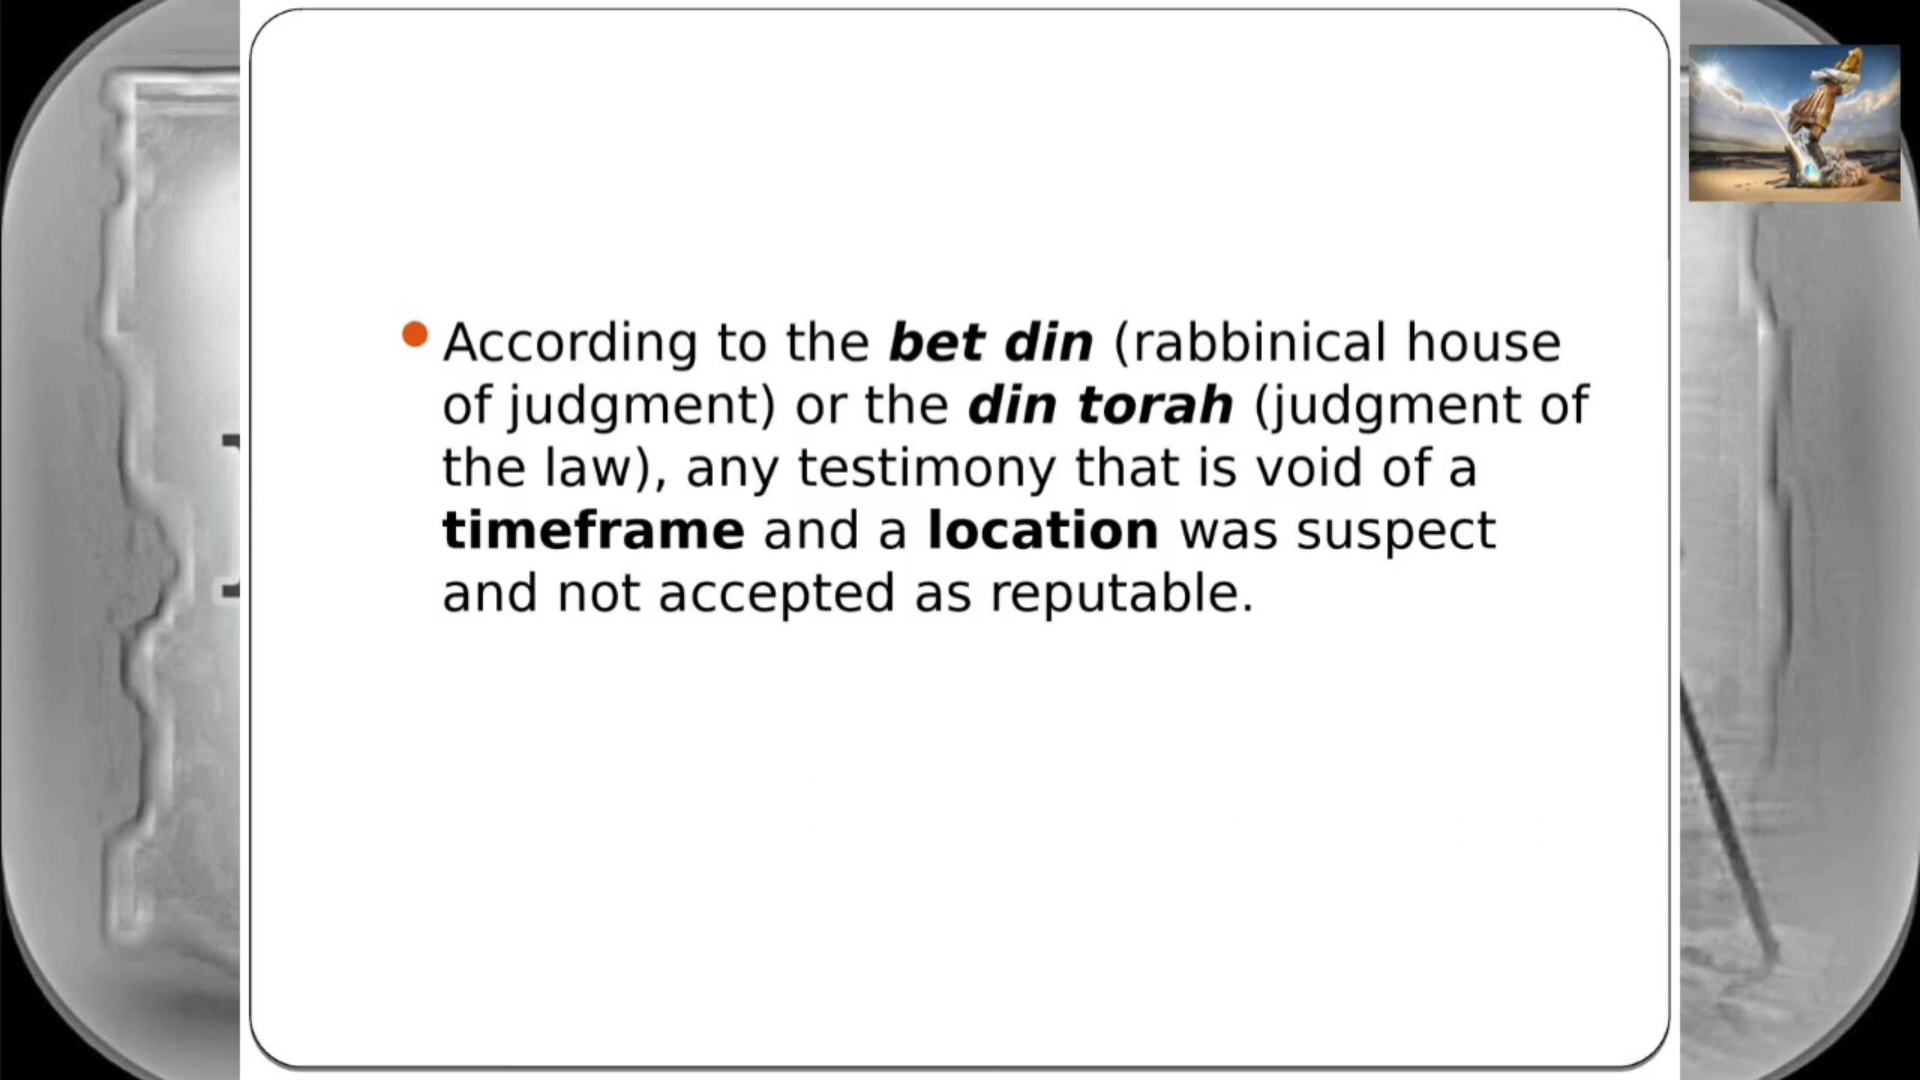 According to the bet din (rabbinical house
of judgment) or the din torah (judgment of
the law), any testimony that is void of a
timeframe and a location was suspect
and not accepted as reputable.